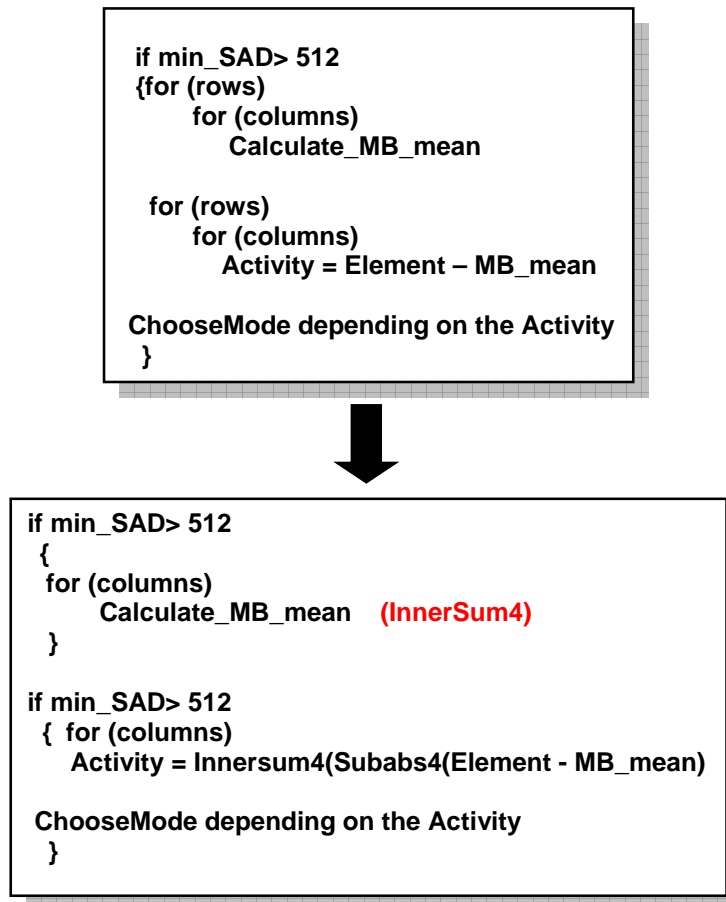 if min_SAD> 512
{for (rows)
for (columns)
Calculate_MB_mean
for (rows)
for (columns)
Activity = Element – MB_mean
ChooseMode depending on the Activity
}
if min_SAD> 512
{
for (columns)
Calculate_MB_mean (InnerSum4)
}
if min_SAD> 512
{ for (columns)
Activity = Innersum4(Subabs4(Element - MB_mean)
ChooseMode depending on the Activity
}